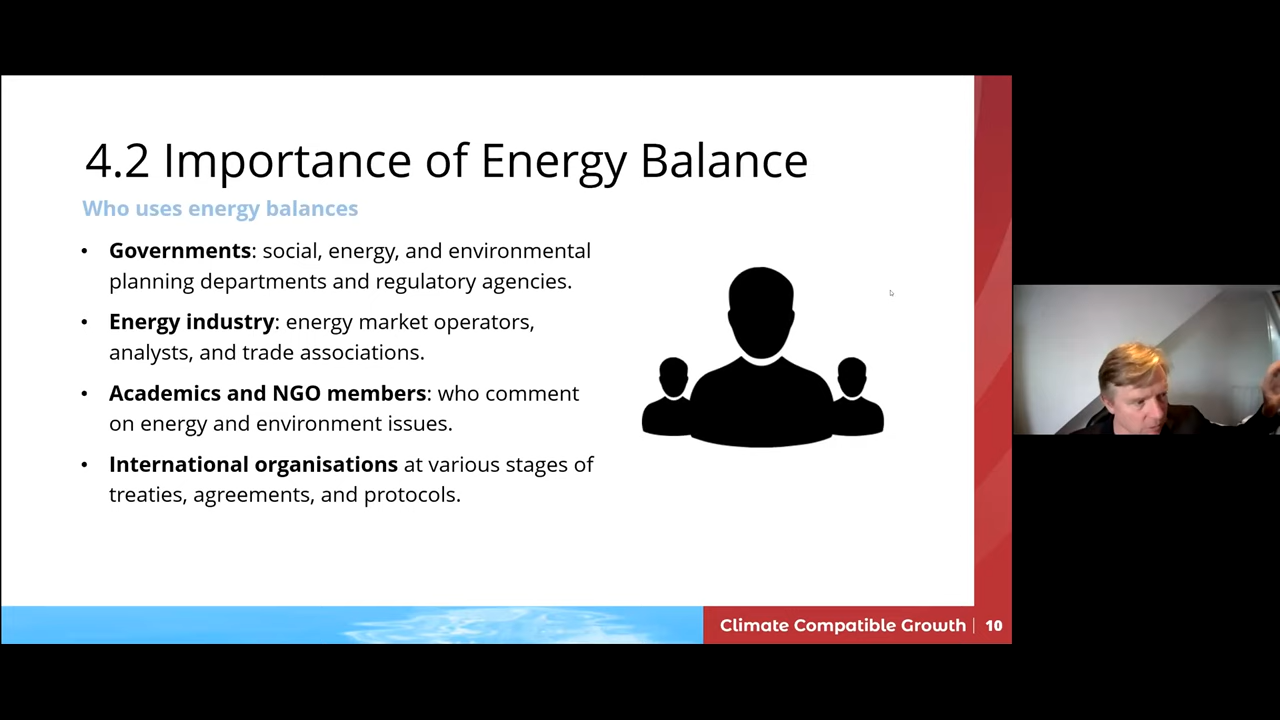 4.2 Importance of Energy Balance
Who uses energy balances
• Governments: social, energy, and environmental
planning departments and regulatory agencies.
• Energy industry: energy market operators,
analysts, and trade associations.
• Academics and NGO members: who comment
on energy and environment issues.
• International organisations at various stages of
treaties, agreements, and protocols.
Climate Compatible Growth | 10